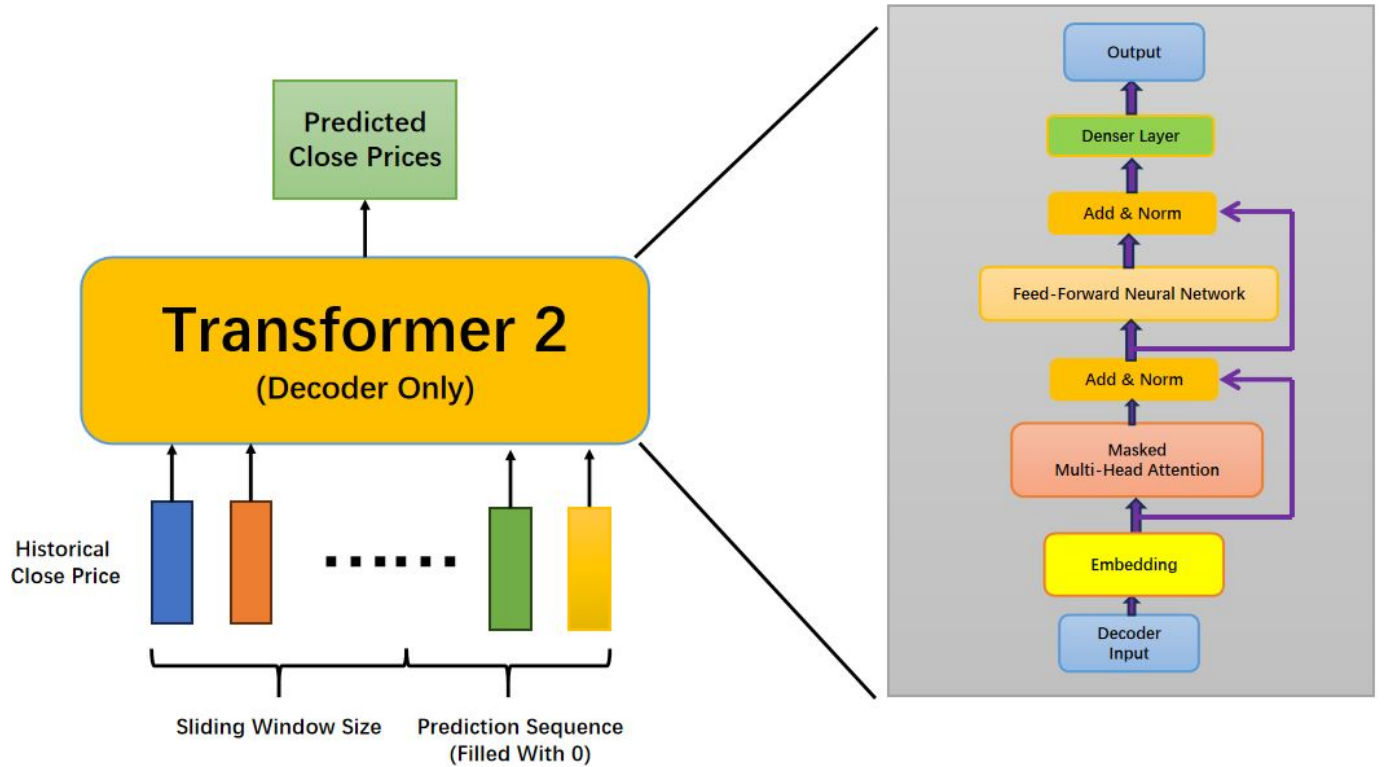 Predicted
Close Prices
Transformer 2
(Decoder Only)
Historical
Close Price
Sliding Window Size
Prediction Sequence
(Filled With 0)
Output
Denser Layer
Add & Norm
Feed-Forward Neural Network
Add & Norm
Masked
Multi-Head Attention
Embedding
Decoder
Input